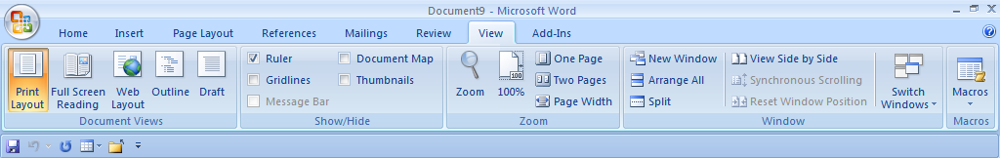 Document9 - Microsoft Word
Home Insert Page Layout References Mailings Review View Add-Ins
Print Layout
Full Screen Reading
Web Layout
Outline
Draft
Document Views
Ruler
Gridlines
Message Bar
Document Map
Thumbnails
Show/Hide
Zoom
100
100%
One Page
Two Pages
Page Width
Zoom
New Window
Arrange All
Split
View Side by Side
Synchronous Scrolling
Reset Window Position
Switch Windows
Window
Macros
Macros